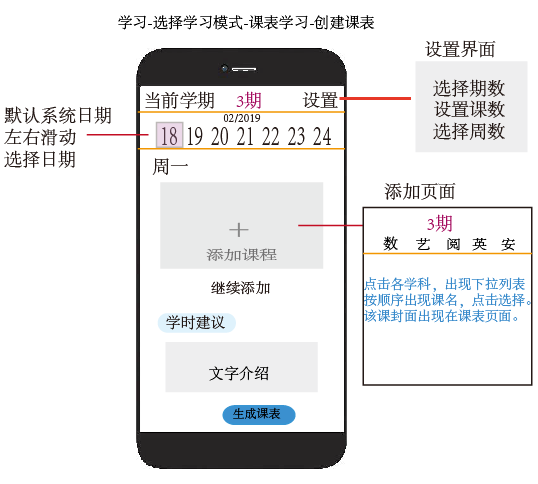 学习-选择学习模式-课表学习-创建课表
设置界面
选择期数
设置课数
选择周数
默认系统日期
左右滑动
选择日期
当前学期 3期 设置
02/2019
18 19 20 21 22 23 24
周一
+
添加课程
继续添加
学时建议
文字介绍
生成课表
添加页面
3期
数 艺 阅 英 安
点击各学科，出现下拉列表
按顺序出现课名，点击选择。
该课封面出现在课表页面。